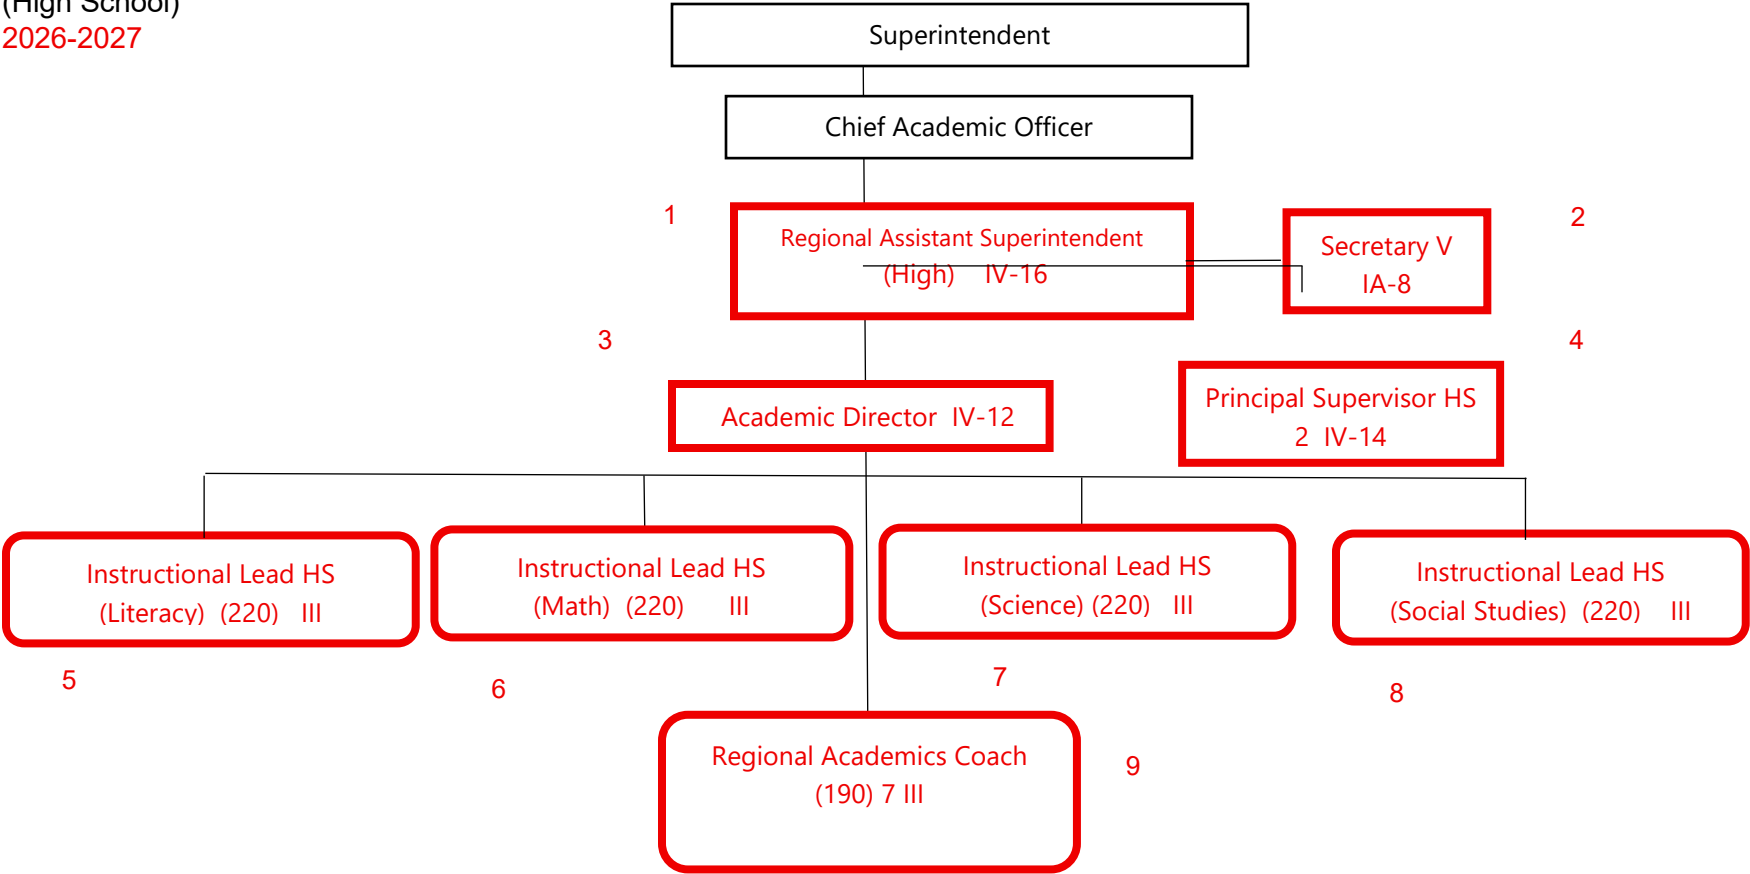 (High School)
2026-2027
Superintendent
Chief Academic Officer
1
Regional Assistant Superintendent
(High) IV-16
Secretary V
IA-8
2
3
4
Academic Director IV-12
Principal Supervisor HS
2 IV-14
Instructional Lead HS
(Literacy) (220) III
Instructional Lead HS
(Math) (220) III
Instructional Lead HS
(Science) (220) III
Instructional Lead HS
(Social Studies) (220) III
5
6
7
8
Regional Academics Coach
(190) 7 III
9